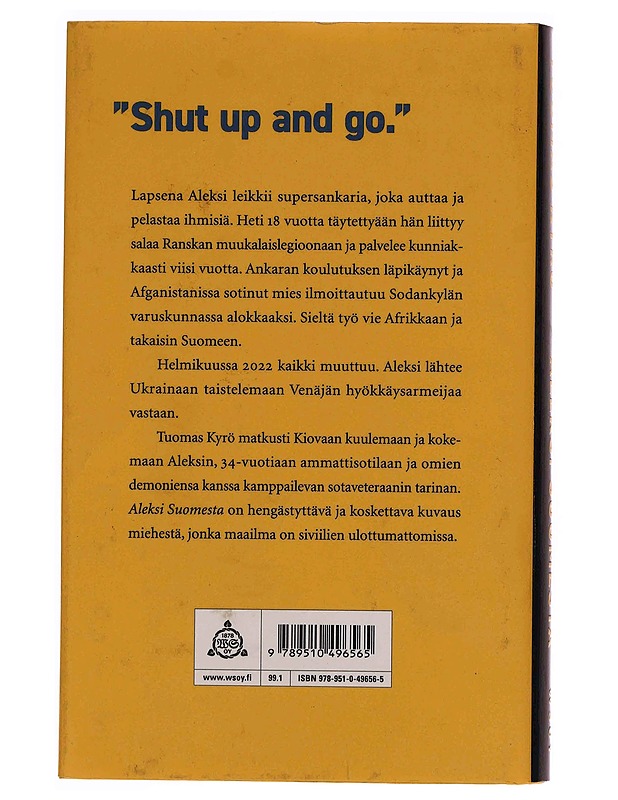 ”Shut up and go.”
Lapsena Aleksi leikkii supersankaria, joka auttaa ja
pelastaa ihmisiä. Heti 18 vuotta täytettyään hän liittyy
salaa Ranskan muukalaislegioonaan ja palvelee kunniak-
kaasti viisi vuotta. Ankaran koulutuksen läpikäynyt ja
Afganistanissa sotinut mies ilmoittautuu Sodankylän
varuskunnassa alokkaaksi. Sieltä työ vie Afrikkaan ja
takaisin Suomeen.
Helmikuussa 2022 kaikki muuttuu. Aleksi lähtee
Ukrainaan taistelemaan Venäjän hyökkäysarmeijaa
vastaan.
Tuomas Kyrö matkusti Kiovaan kuulemaan ja koke-
maan Aleksin, 34-vuotiaan ammattisotilaan ja omien
demoniensa kanssa kamppailevan sotaveteraanin tarinan.
Aleksi Suomesta on hengästyttävä ja koskettava kuvaus
miehestä, jonka maailma on siviilien ulottumattomissa.
1878
WS
OY
9 789510 496565
www.wsoy.fi 99.1 ISBN 978-951-0-49656-5